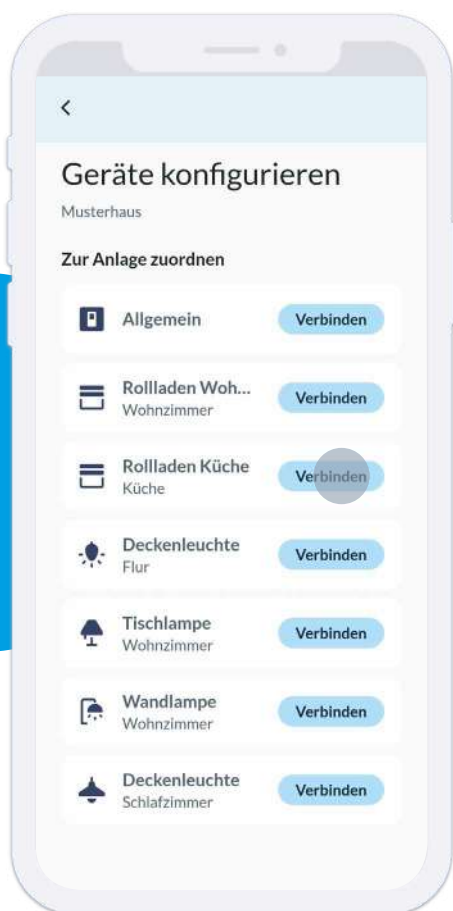 Geräte konfigurieren
Musterhaus
Zur Anlage zuordnen
Allgemein
Verbinden
Rollladen Woh...
Wohnzimmer
Verbinden
Rollladen Küche
Küche
Verbinden
Deckenleuchte
Flur
Verbinden
Tischlampe
Wohnzimmer
Verbinden
Wandlampe
Wohnzimmer
Verbinden
Deckenleuchte
Schlafzimmer
Verbinden